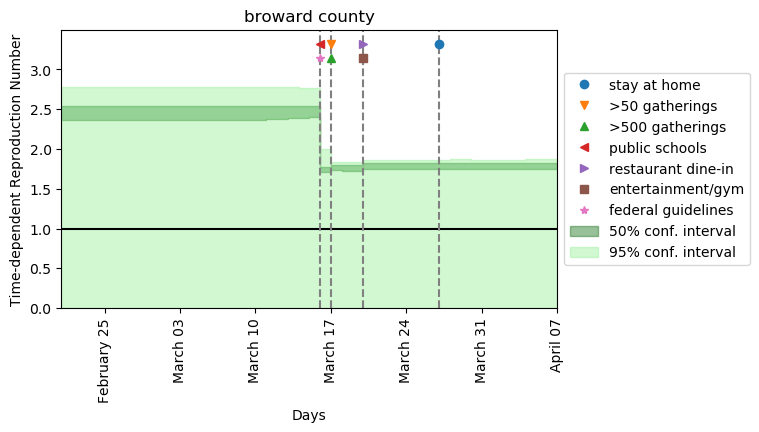 broward county
Time-dependent Reproduction Number
3.0
2.5
2.0
1.5
1.0
0.5
0.0
February 25
March 03
March 10
March 17
March 24
March 31
April 07
Days
stay at home
>50 gatherings
>500 gatherings
public schools
restaurant dine-in
entertainment/gym
federal guidelines
50% conf. interval
95% conf. interval